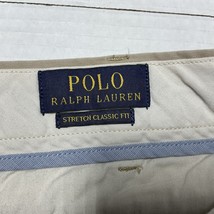 POLO
RALPH LAUREN
STRETCH CLASSIC FIT